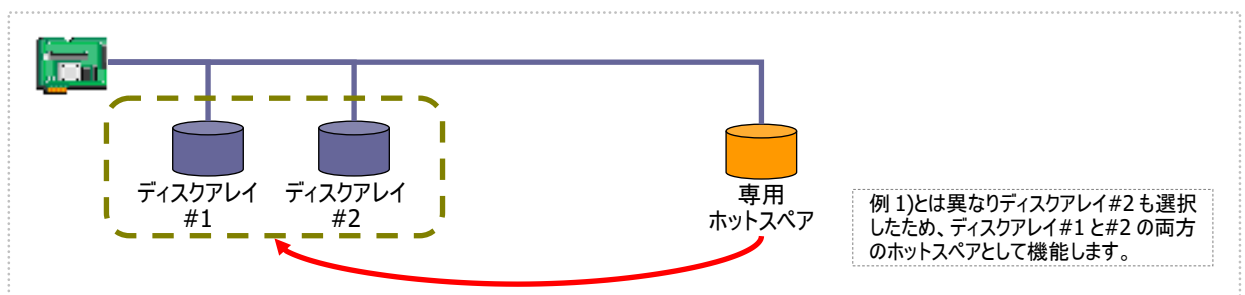 ディスクアレイ
#1
ディスクアレイ
#2
専用
ホットスペア
例 1)とは異なりディスクアレイ#2 も選択
したため、ディスクアレイ#1 と#2 の両方
のホットスペアとして機能します。